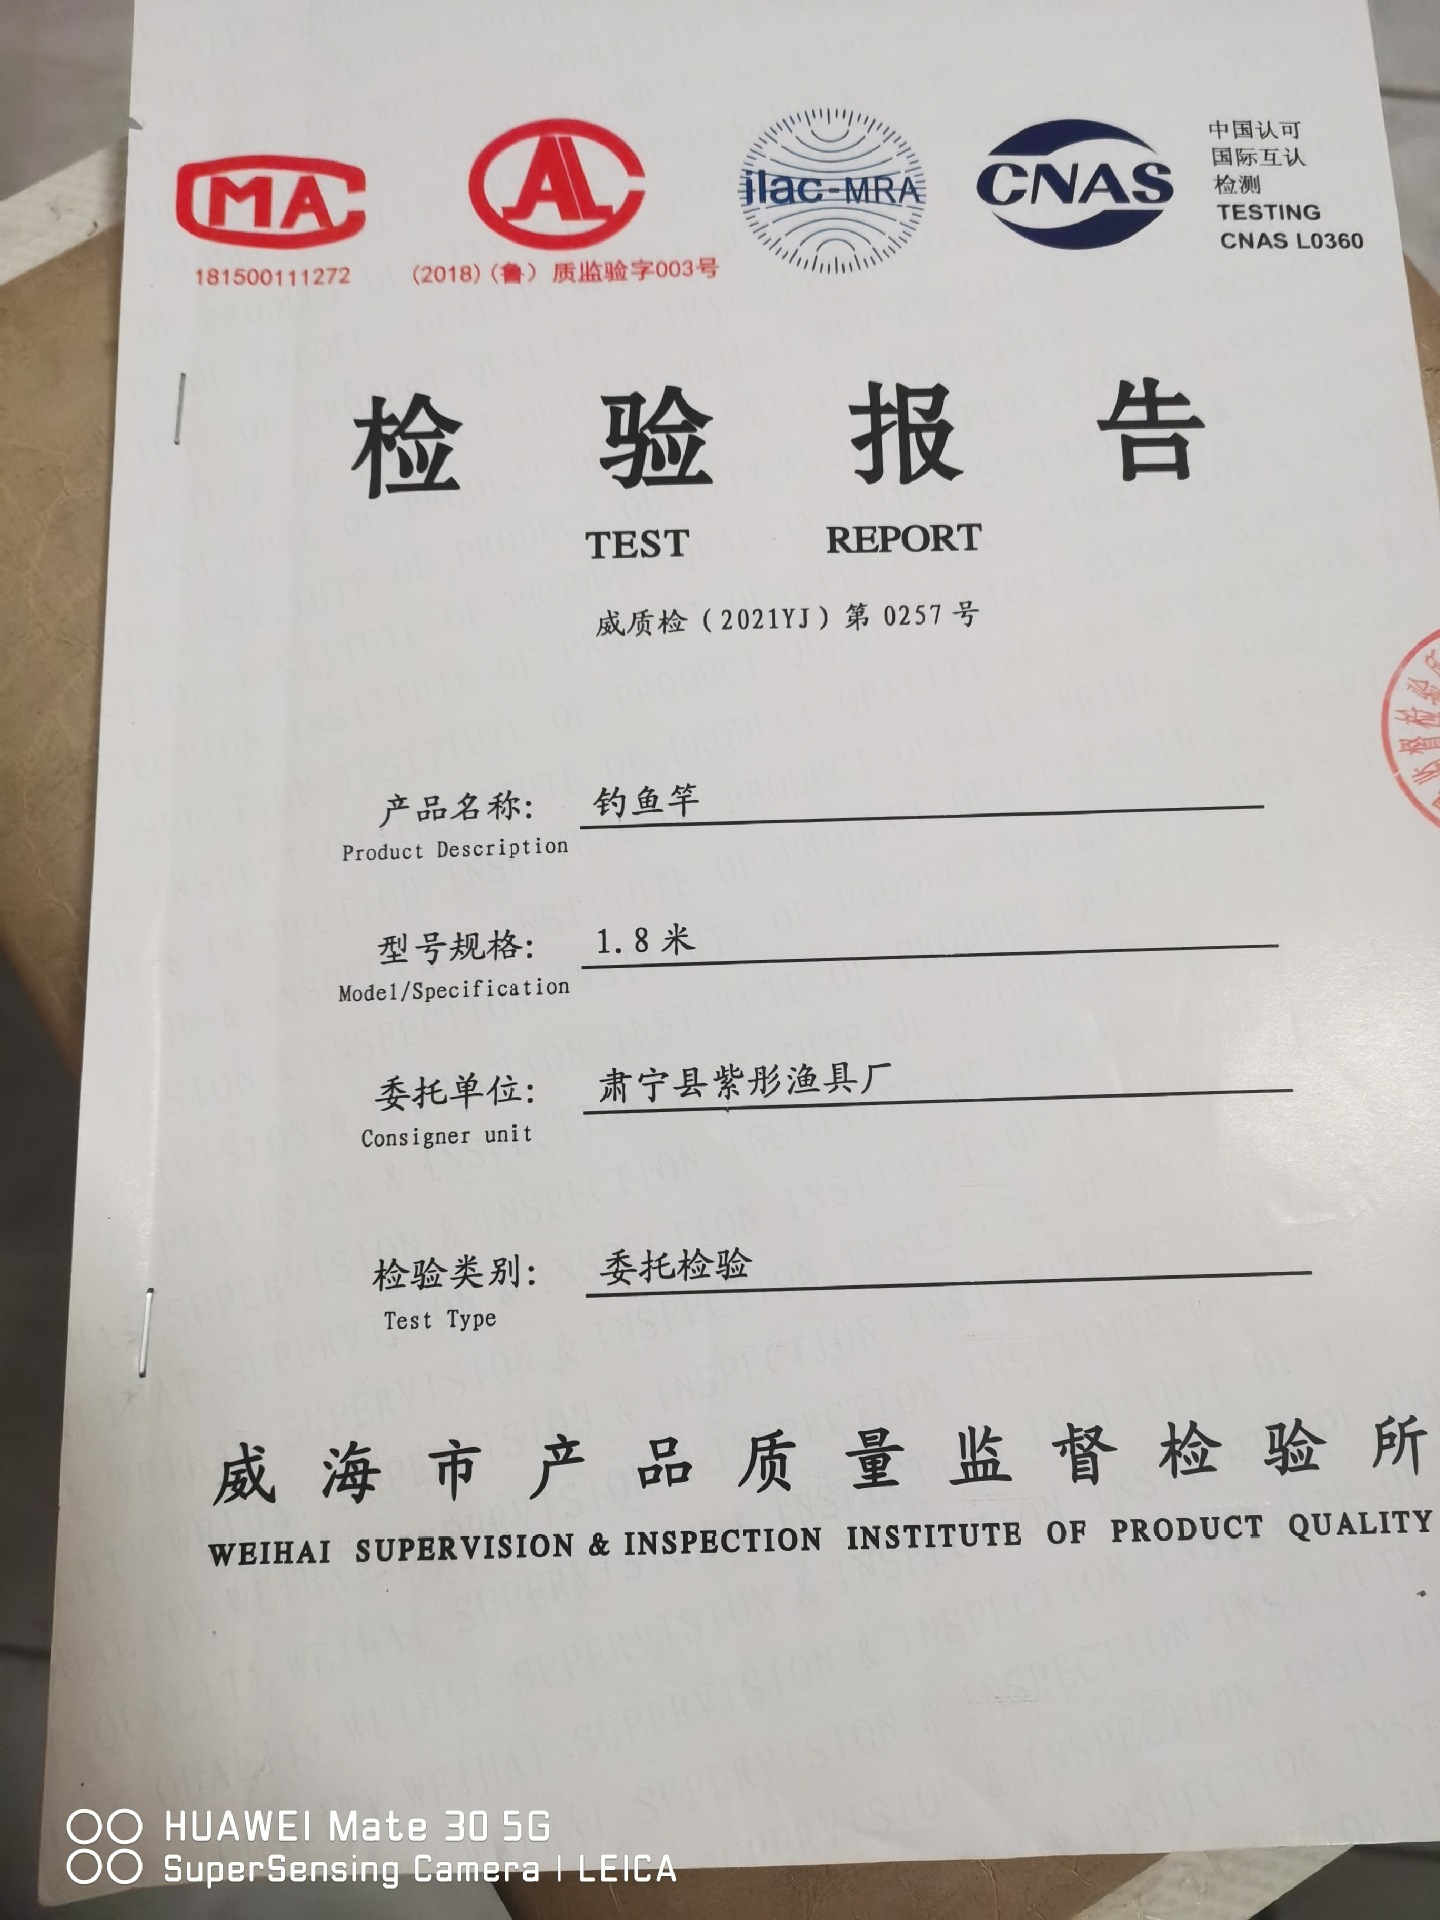 MA
181500111272
AL
(2018)(鲁)质监验字003号
ilac-MRA
CNAS
中国认可
国际互认
检测
TESTING
CNAS L0360
检验报告
TEST REPORT
威质检(2021YJ)第0257号
产品名称: 钓鱼竿
Product Description
型号规格: 1.8米
Model/Specification
委托单位: 肃宁县紫彤渔具厂
Consigner unit
检验类别: 委托检验
Test Type
威海市产品质量监督检验所
WEIHAI SUPERVISION & INSPECTION INSTITUTE OF PRODUCT QUALITY
HUAWEI Mate 30 5G
SuperSensing Camera | LEICA